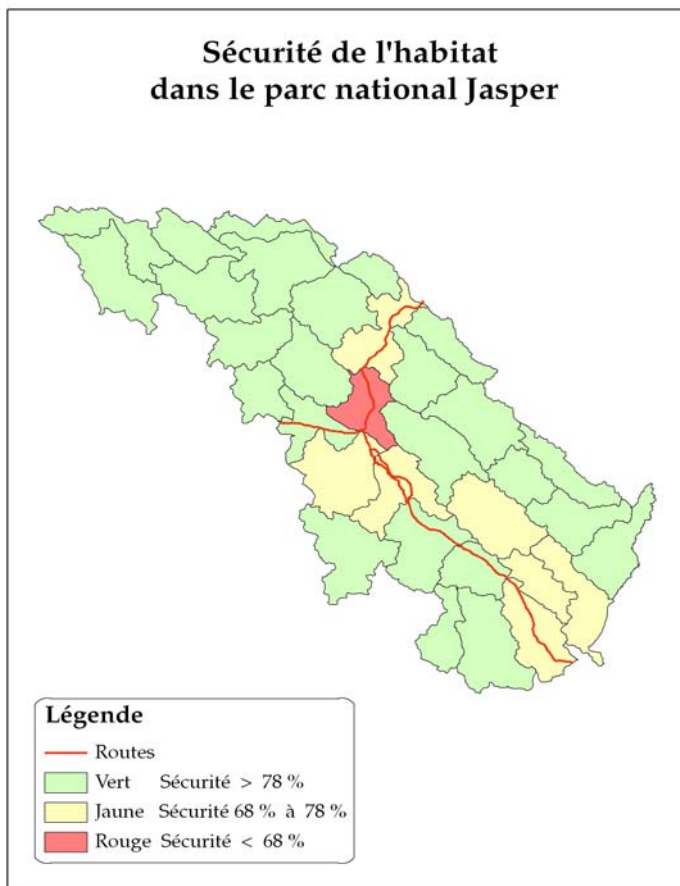 Sécurité de l'habitat
dans le parc national Jasper
Légende
Routes
Vert Sécurité > 78 %
Jaune Sécurité 68 % à 78 %
Rouge Sécurité < 68 %